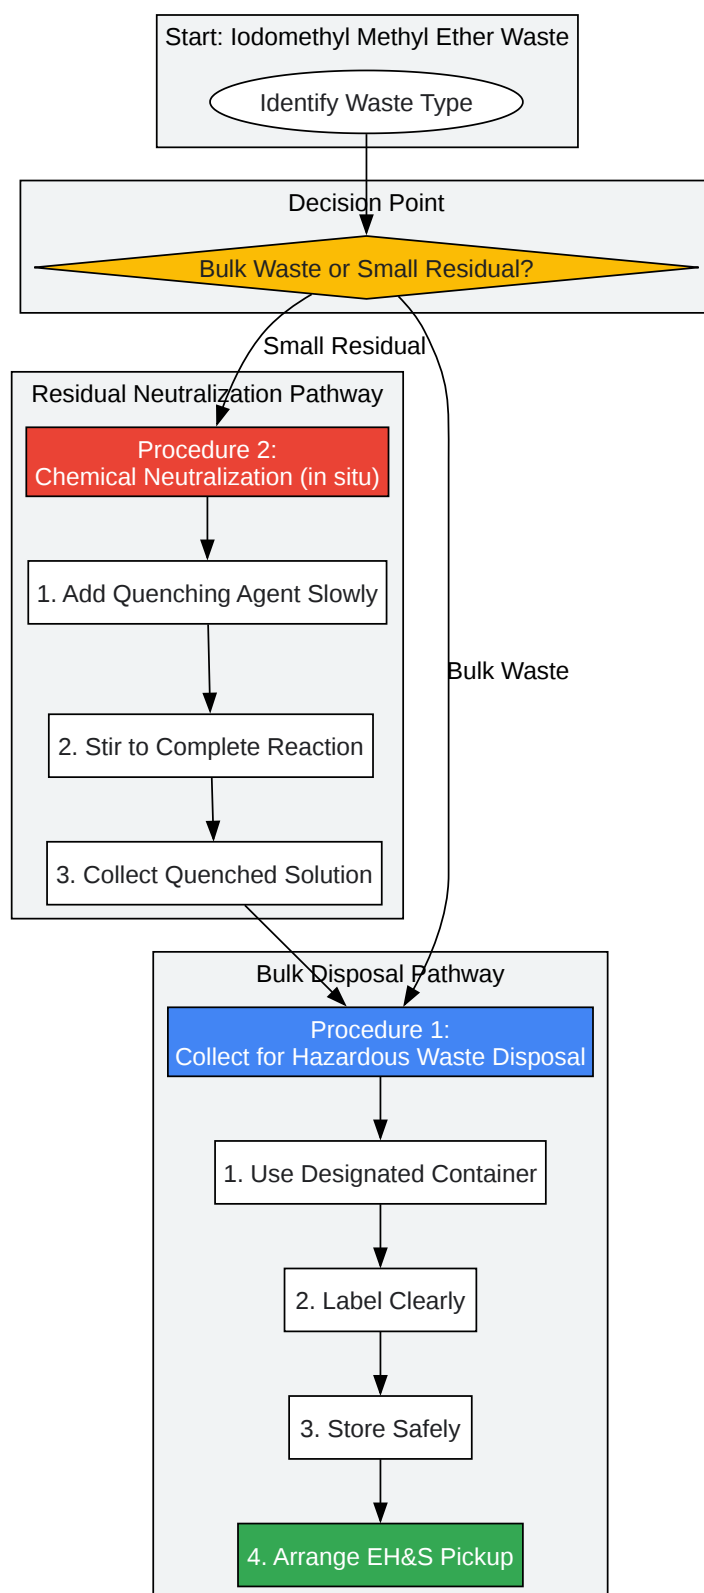 Start: Iodomethyl Methyl Ether Waste
Identify Waste Type
Decision Point
Bulk Waste or Small Residual?
Small Residual
Residual Neutralization Pathway
Procedure 2:
Chemical Neutralization (in situ)
1. Add Quenching Agent Slowly
Bulk Waste
2. Stir to Complete Reaction
3. Collect Quenched Solution
Bulk Disposal Pathway
Procedure 1:
Collect for Hazardous Waste Disposal
1. Use Designated Container
2. Label Clearly
3. Store Safely
4. Arrange EH&S Pickup